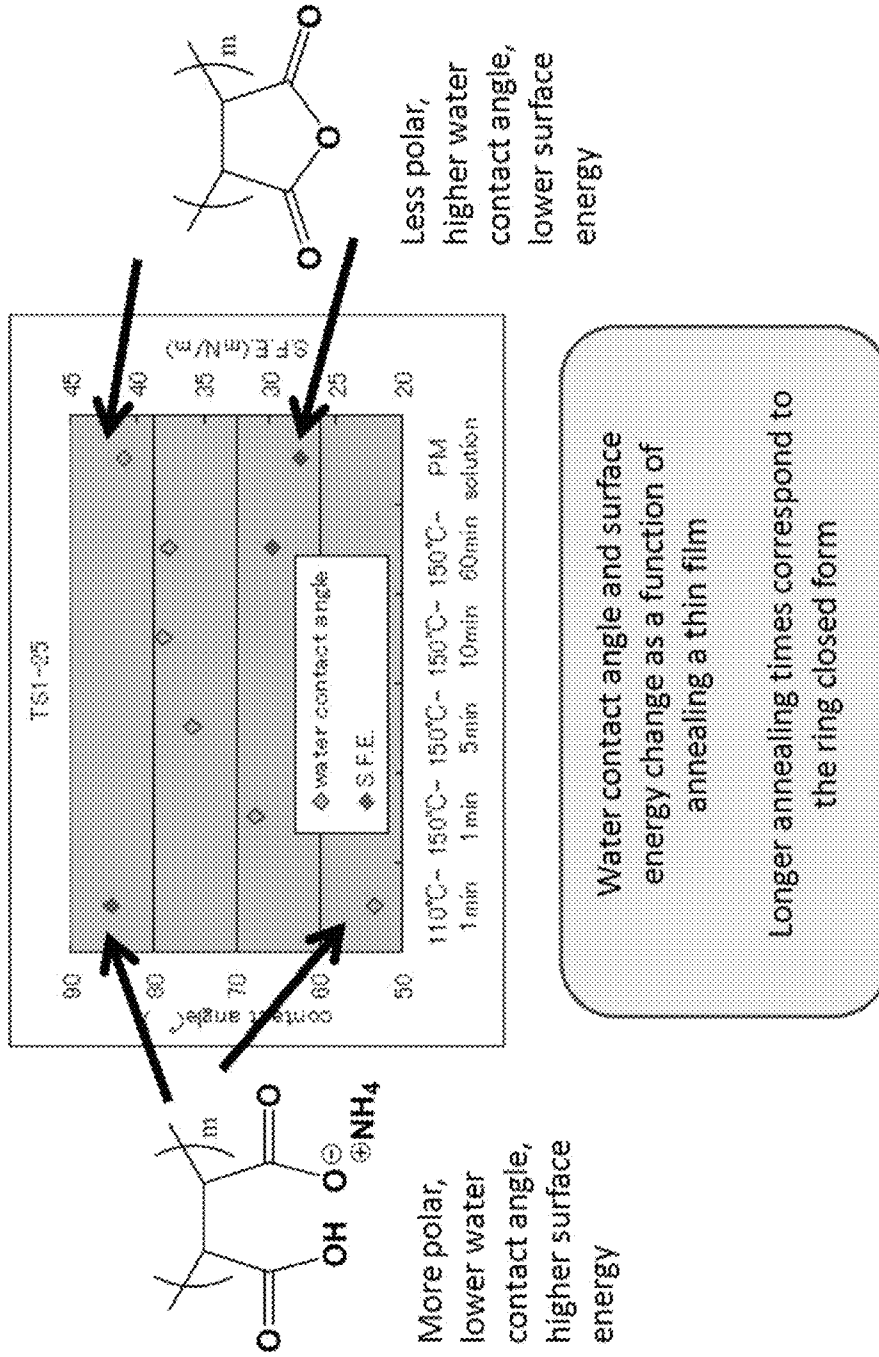 TS1-25
contact angle
90
80
70
60
50
S.F.E.(mN/m)
45
40
35
30
25
20
water contact angle
S.F.E.
110℃- 150℃- 150℃- 150℃- 150℃- PM
1min 1min 5min 10min 60min solution
O
OH
O
O
⊖
⊕NH4
m
More polar,
lower water
contact angle,
higher surface
energy
m
O
O
O
Less polar,
higher water
contact angle,
lower surface
energy
Water contact angle and surface
energy change as a function of
annealing a thin film
Longer annealing times correspond to
the ring closed form